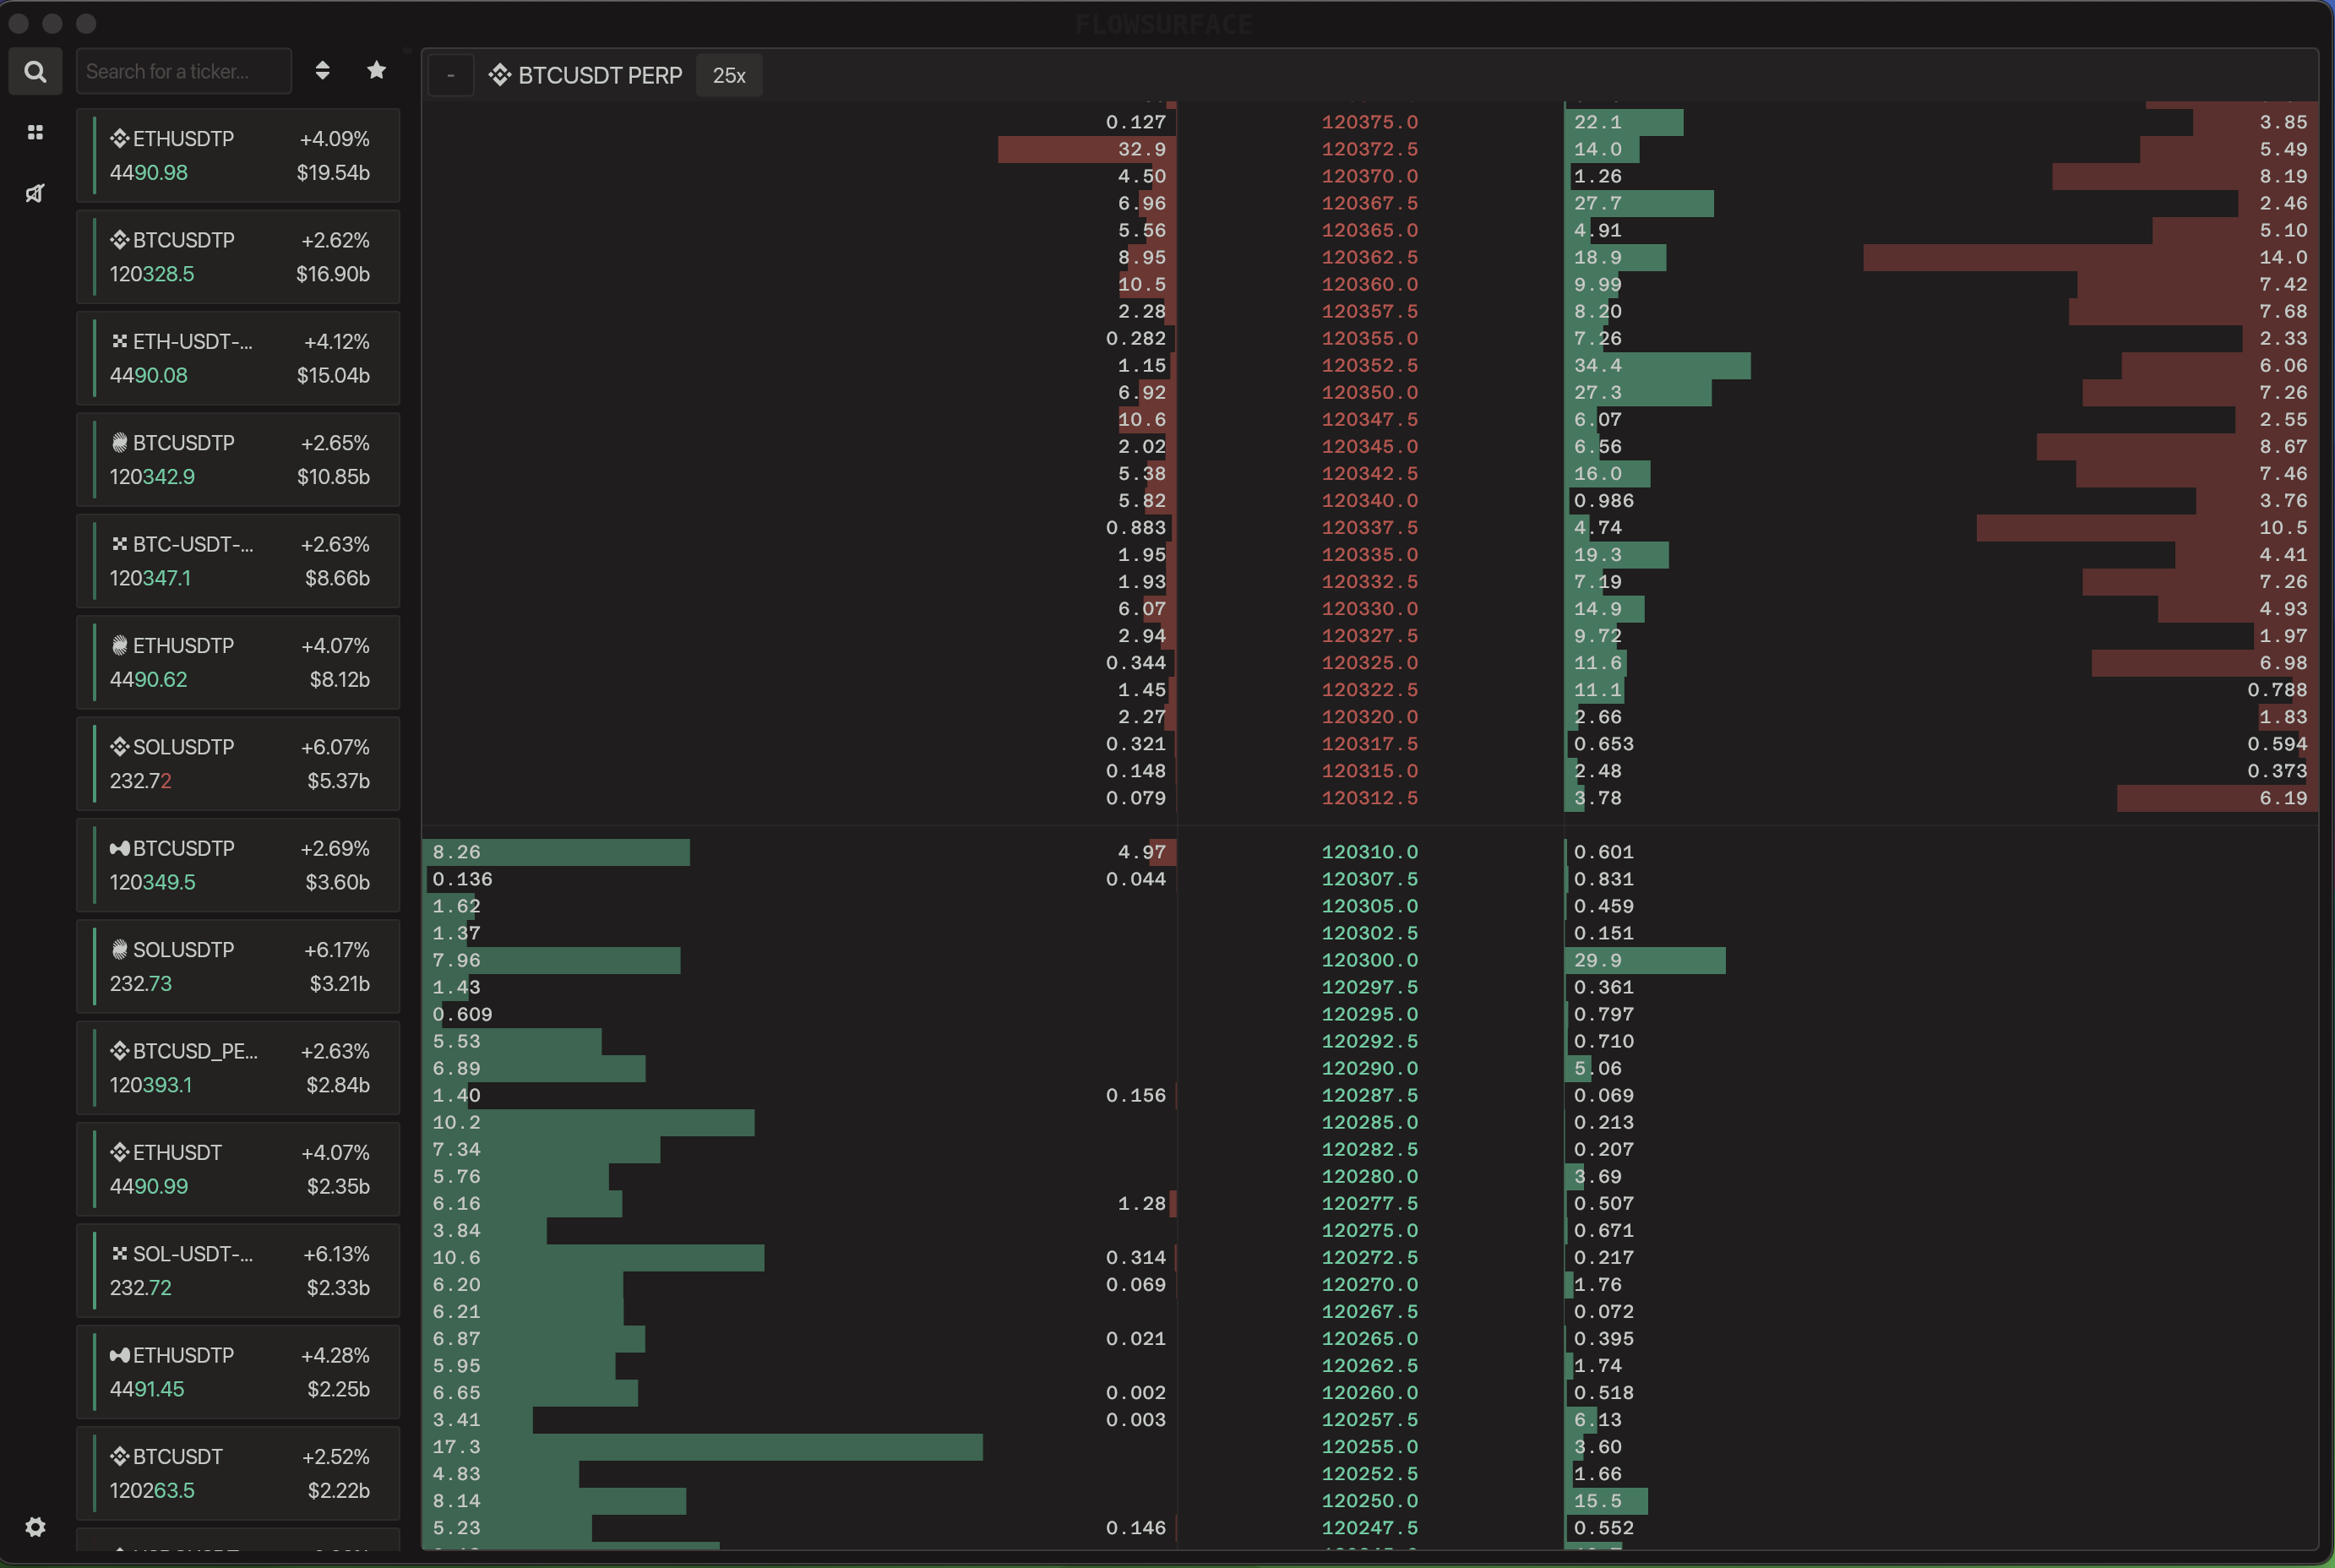 FLOWSURFACE
Search for a ticker...
- BTCUSDT PERP 25x
ETHUSDTP +4.09%
4490.98 $19.54b
BTCUSDTP +2.62%
120328.5 $16.90b
ETH-USDT-... +4.12%
4490.08 $15.04b
BTCUSDTP +2.65%
120342.9 $10.85b
BTC-USDT-... +2.63%
120347.1 $8.66b
ETHUSDTP +4.07%
4490.62 $8.12b
SOLUSDTP +6.07%
232.72 $5.37b
BTCUSDTP +2.69%
120349.5 $3.60b
SOLUSDTP +6.17%
232.73 $3.21b
BTCUSD_PE... +2.63%
120393.1 $2.84b
ETHUSDT +4.07%
4490.99 $2.35b
SOL-USDT-... +6.13%
232.72 $2.33b
ETHUSDTP +4.28%
4491.45 $2.25b
BTCUSDT +2.52%
120263.5 $2.22b
0.127 120375.0 22.1 3.85
32.9 120372.5 14.0 5.49
4.50 120370.0 1.26 8.19
6.96 120367.5 27.7 2.46
5.56 120365.0 4.91 5.10
8.95 120362.5 18.9 14.0
10.5 120360.0 9.99 7.42
2.28 120357.5 8.20 7.68
0.282 120355.0 7.26 2.33
1.15 120352.5 34.4 6.06
6.92 120350.0 27.3 7.26
10.6 120347.5 6.07 2.55
2.02 120345.0 6.56 8.67
5.38 120342.5 16.0 7.46
5.82 120340.0 0.986 3.76
0.883 120337.5 4.74 10.5
1.95 120335.0 19.3 4.41
1.93 120332.5 7.19 7.26
6.07 120330.0 14.9 4.93
2.94 120327.5 9.72 1.97
0.344 120325.0 11.6 6.98
1.45 120322.5 11.1 0.788
2.27 120320.0 2.66 1.83
0.321 120317.5 0.653 0.594
0.148 120315.0 2.48 0.373
0.079 120312.5 3.78 6.19
8.26 4.97 120310.0 0.601
0.136 0.044 120307.5 0.831
1.62 120305.0 0.459
1.37 120302.5 0.151
7.96 120300.0 29.9
1.43 120297.5 0.361
0.609 120295.0 0.797
5.53 120292.5 0.710
6.89 120290.0 5.06
1.40 0.156 120287.5 0.069
10.2 120285.0 0.213
7.34 120282.5 0.207
5.76 120280.0 3.69
6.16 1.28 120277.5 0.507
3.84 120275.0 0.671
10.6 0.314 120272.5 0.217
6.20 0.069 120270.0 1.76
6.21 120267.5 0.072
6.87 0.021 120265.0 0.395
5.95 120262.5 1.74
6.65 0.002 120260.0 0.518
3.41 0.003 120257.5 6.13
17.3 120255.0 3.60
4.83 120252.5 1.66
8.14 120250.0 15.5
5.23 0.146 120247.5 0.552